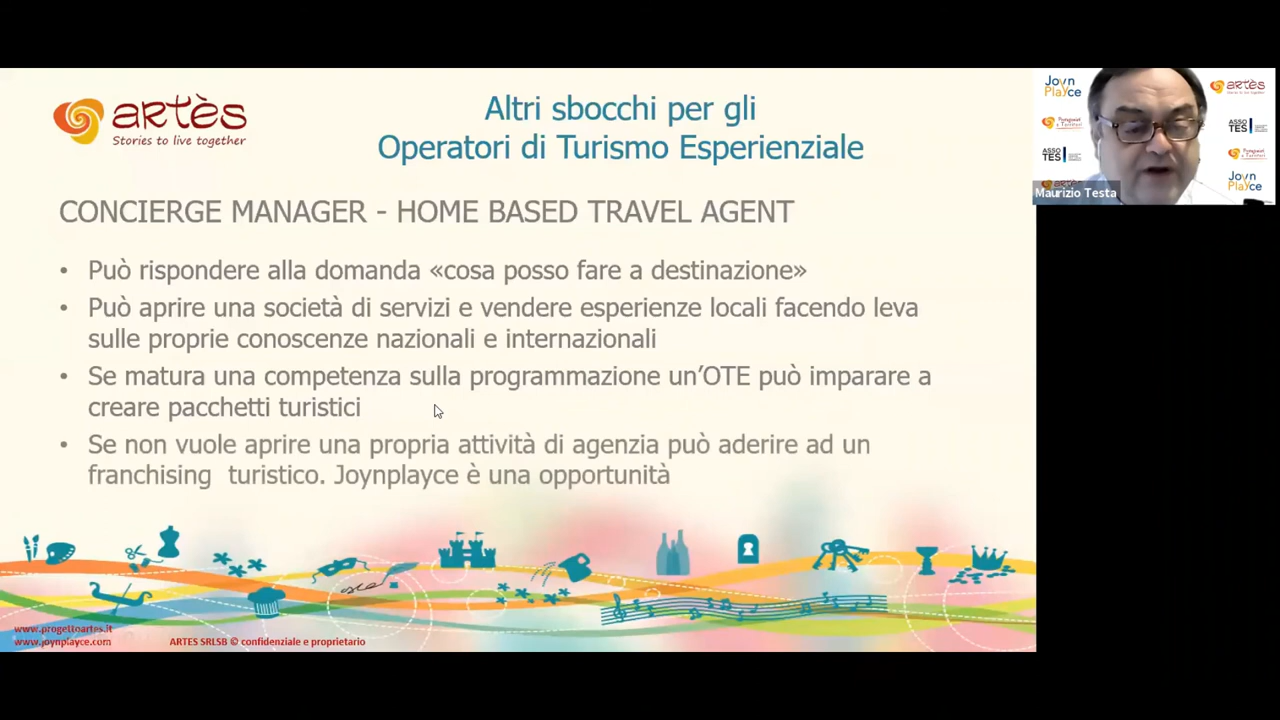 artès
Stories to live together
Altri sbocchi per gli
Operatori di Turismo Esperienziale
CONCIERGE MANAGER - HOME BASED TRAVEL AGENT
• Può rispondere alla domanda «cosa posso fare a destinazione»
• Può aprire una società di servizi e vendere esperienze locali facendo leva
sulle proprie conoscenze nazionali e internazionali
• Se matura una competenza sulla programmazione un’OTE può imparare a
creare pacchetti turistici
• Se non vuole aprire una propria attività di agenzia può aderire ad un
franchising  turistico. Joynplayce è una opportunità
www.progettoartes.it
www.joynplayce.com
ARTES SRLSB © confidenziale e proprietario
Joyn
Playce
artès
ASSO
TES
ASSO
TES
Joyn
Playce
Maurizio Testa